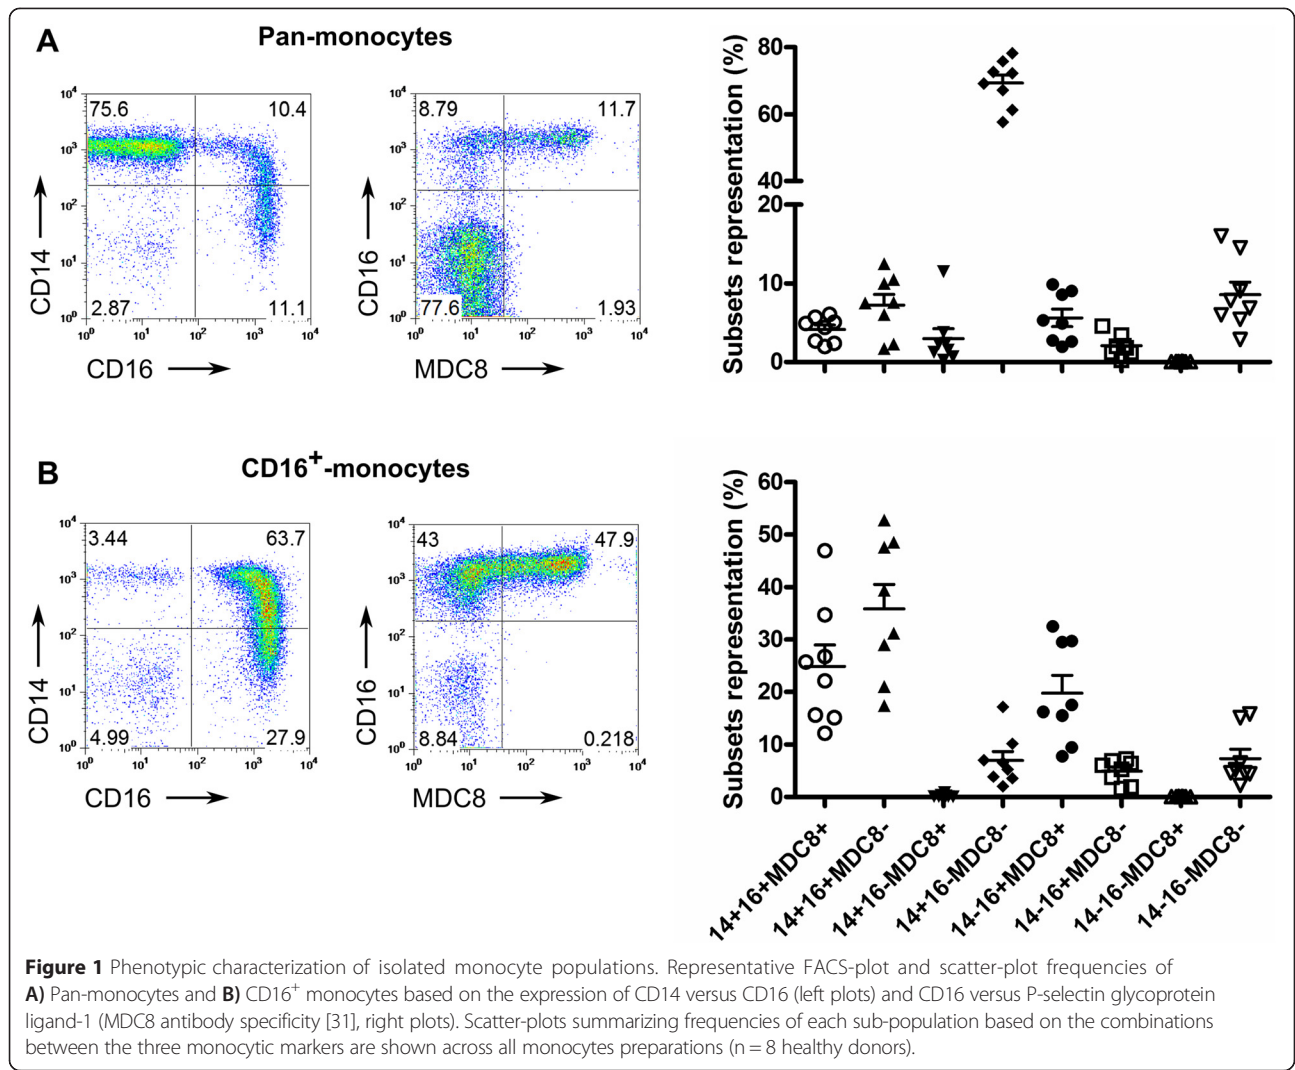 A
Pan-monocytes
75.6
10.4
2.87
11.1
10⁴
10³
10²
10¹
10⁰
10⁰
10¹
10²
10³
10⁴
CD14
CD16
8.79
11.7
77.6
1.93
10⁴
10³
10²
10¹
10⁰
10⁰
10¹
10²
10³
10⁴
CD16
MDC8
Subsets representation (%)
80
60
40
20
10
0
B
CD16⁺-monocytes
3.44
63.7
4.99
27.9
10⁴
10³
10²
10¹
10⁰
10⁰
10¹
10²
10³
10⁴
CD14
CD16
43
47.9
8.84
0.218
10⁴
10³
10²
10¹
10⁰
10⁰
10¹
10²
10³
10⁴
CD16
MDC8
Subsets representation (%)
60
50
40
30
20
10
0
14+16+MDC8+
14+16+MDC8-
14+16-MDC8+
14+16-MDC8-
14-16+MDC8+
14-16+MDC8-
14-16-MDC8+
14-16-MDC8-
Figure 1 Phenotypic characterization of isolated monocyte populations. Representative FACS-plot and scatter-plot frequencies of
A) Pan-monocytes and B) CD16⁺ monocytes based on the expression of CD14 versus CD16 (left plots) and CD16 versus P-selectin glycoprotein
ligand-1 (MDC8 antibody specificity [31], right plots). Scatter-plots summarizing frequencies of each sub-population based on the combinations
between the three monocytic markers are shown across all monocytes preparations (n = 8 healthy donors).